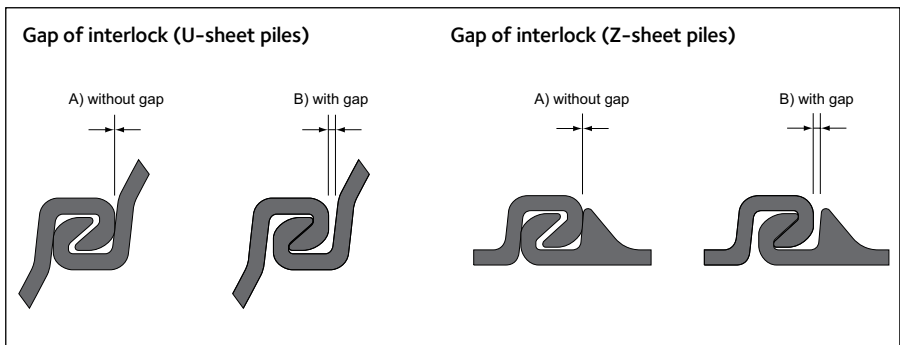 Gap of interlock (U-sheet piles)
A) without gap
B) with gap
Gap of interlock (Z-sheet piles)
A) without gap
B) with gap